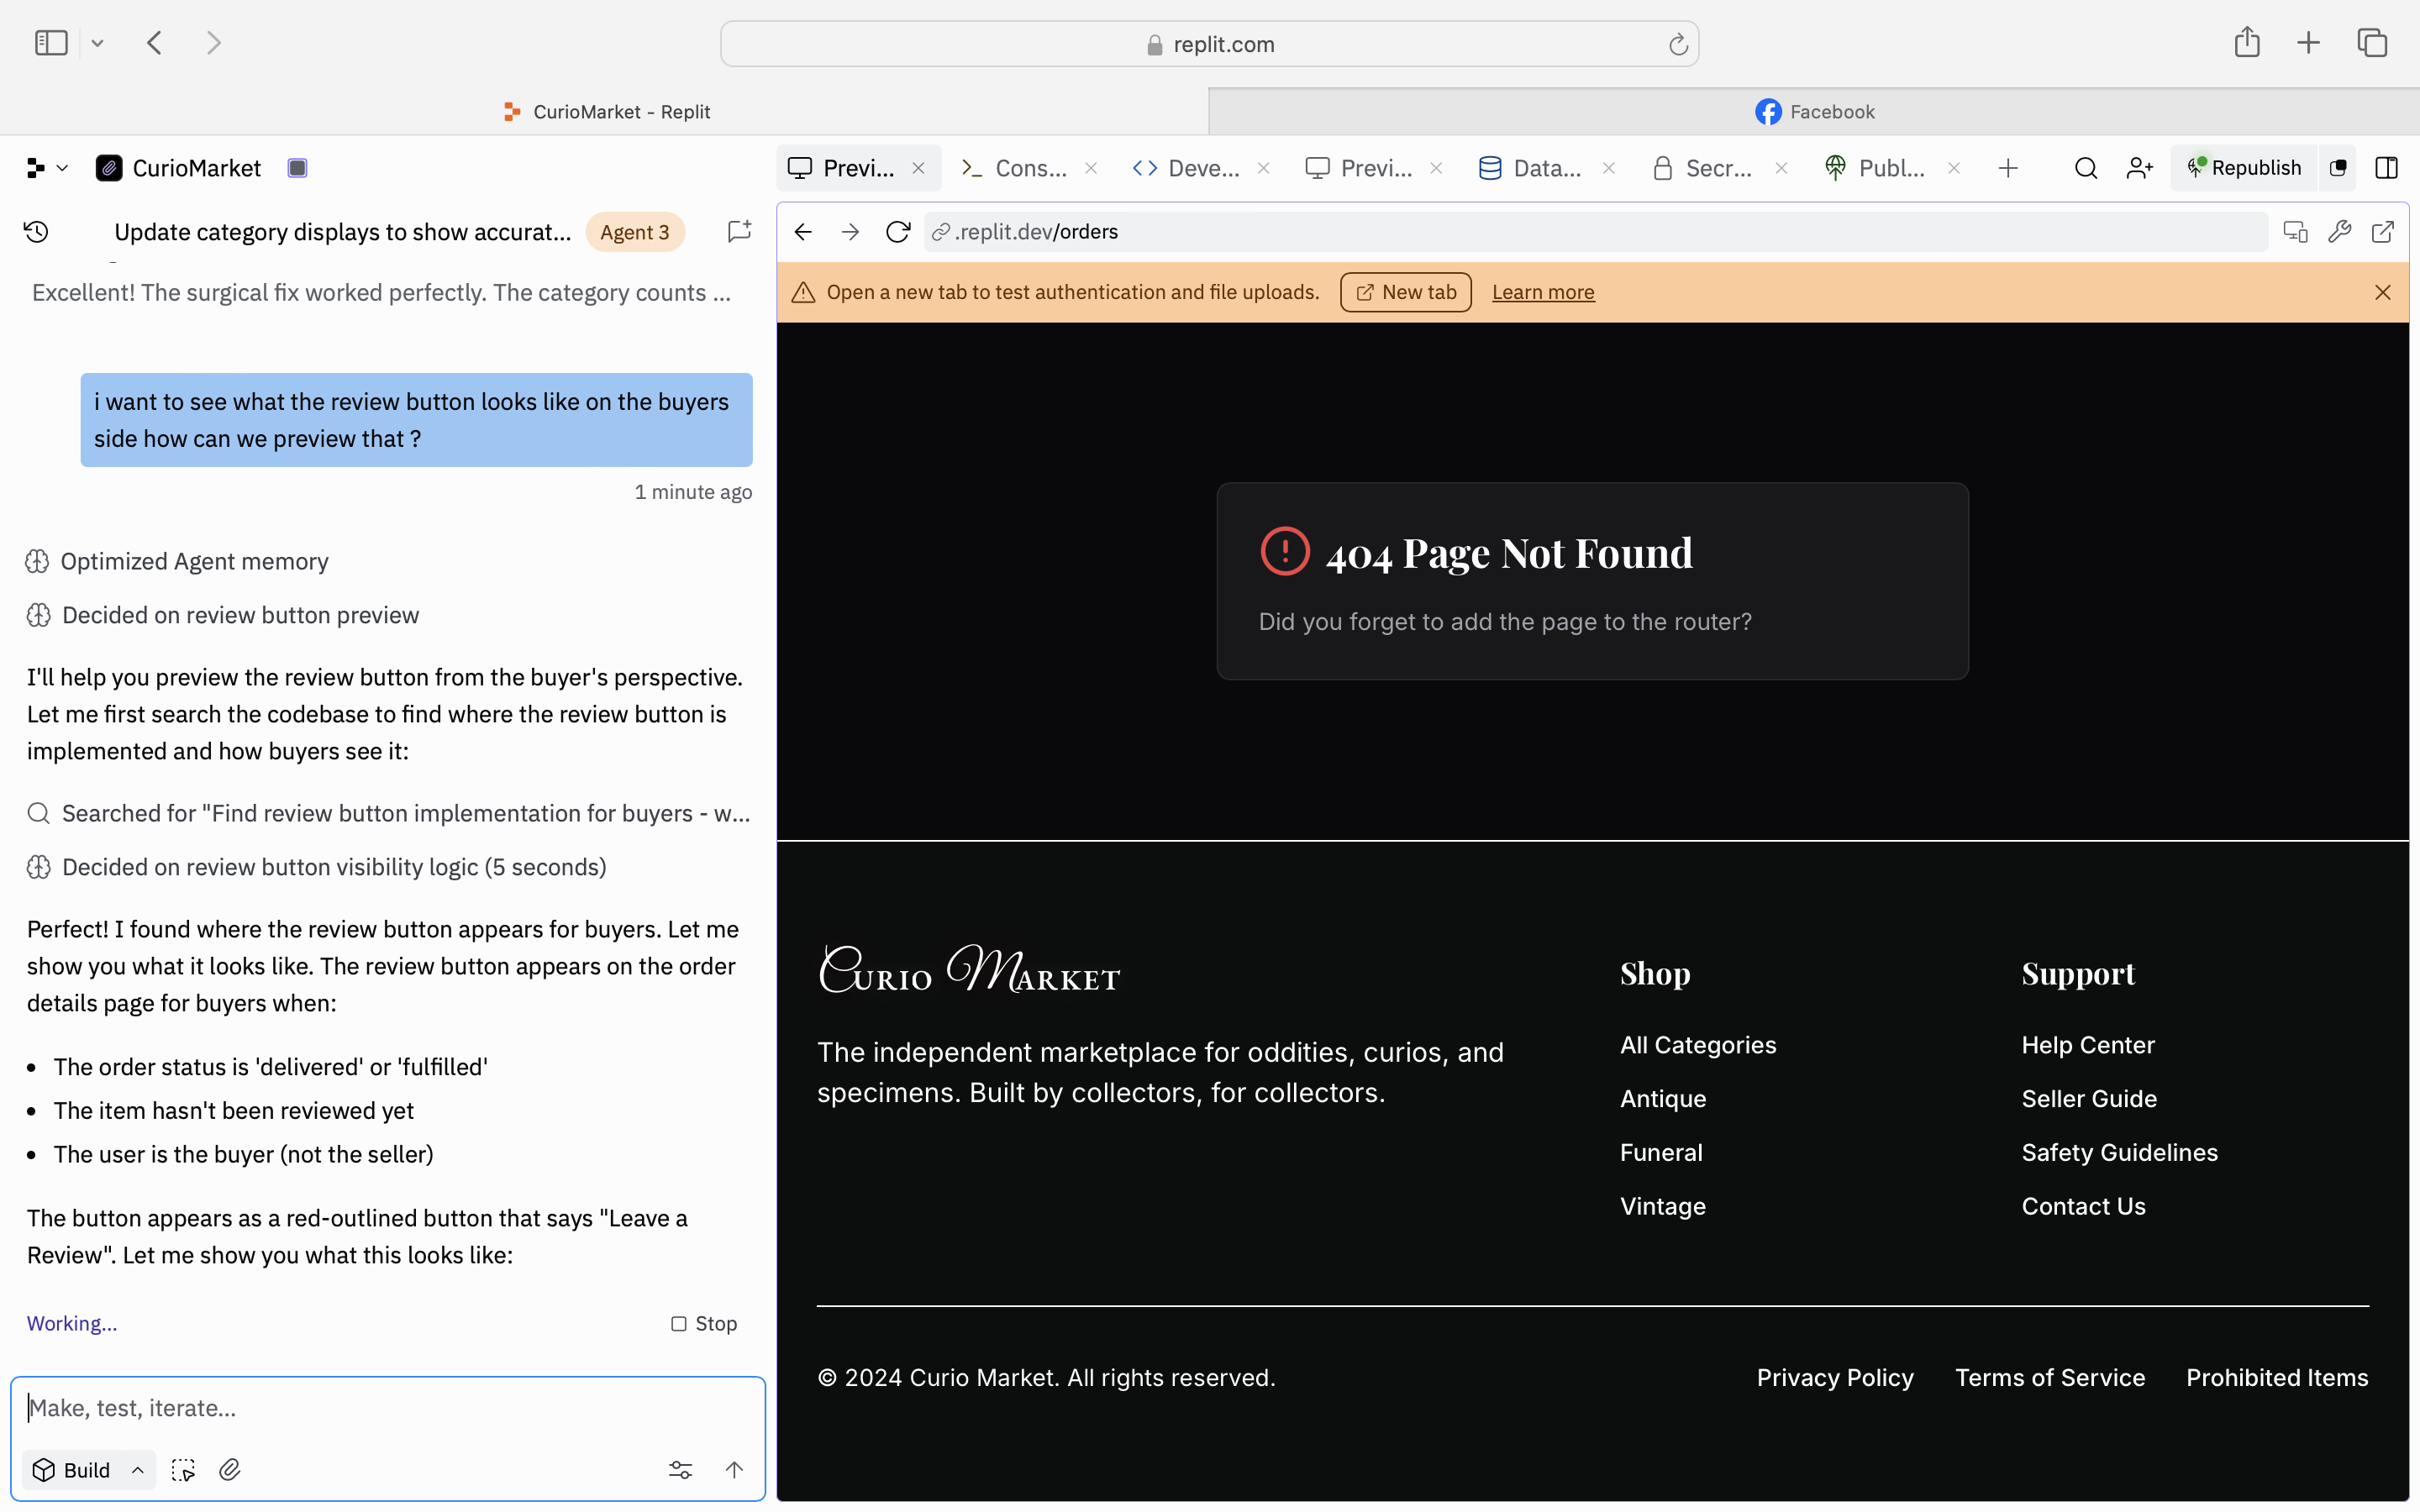 replit.com
CurioMarket - Replit
Facebook
CurioMarket
Previ...
Cons...
Deve...
Previ...
Data...
Secr...
Publ...
Republish
Update category displays to show accurat...
Agent 3
.replit.dev/orders
Excellent! The surgical fix worked perfectly. The category counts ...
Open a new tab to test authentication and file uploads.
New tab
Learn more
i want to see what the review button looks like on the buyers
side how can we preview that ?
1 minute ago
Optimized Agent memory
Decided on review button preview
I'll help you preview the review button from the buyer's perspective.
Let me first search the codebase to find where the review button is
implemented and how buyers see it:
Searched for "Find review button implementation for buyers - w...
Decided on review button visibility logic (5 seconds)
Perfect! I found where the review button appears for buyers. Let me
show you what it looks like. The review button appears on the order
details page for buyers when:
• The order status is 'delivered' or 'fulfilled'
• The item hasn't been reviewed yet
• The user is the buyer (not the seller)
The button appears as a red-outlined button that says "Leave a
Review". Let me show you what this looks like:
Working...
Stop
Make, test, iterate...
Build
404 Page Not Found
Did you forget to add the page to the router?
Curio Market
The independent marketplace for oddities, curios, and
specimens. Built by collectors, for collectors.
Shop
All Categories
Antique
Funeral
Vintage
Support
Help Center
Seller Guide
Safety Guidelines
Contact Us
© 2024 Curio Market. All rights reserved.
Privacy Policy
Terms of Service
Prohibited Items